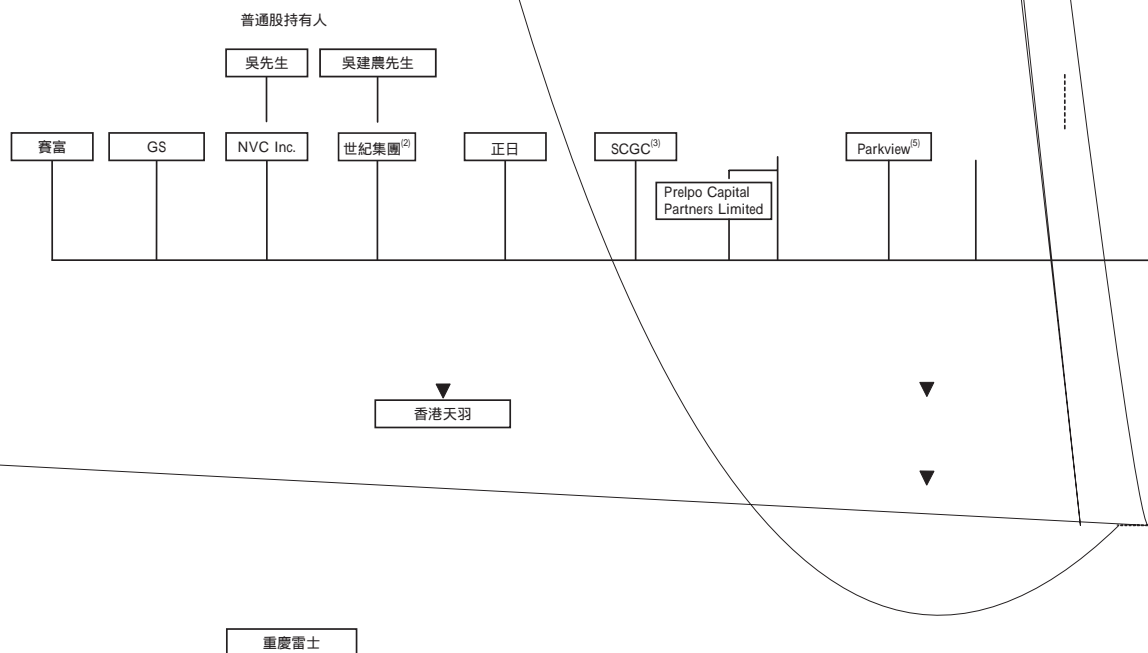 普通股持有人
吳先生
吳建農先生
賽富
GS
NVC Inc.
世紀集團(2)
正日
SCGC(3)
Parkview(5)
Prelpo Capital
Partners Limited
香港天羽
重慶雷士